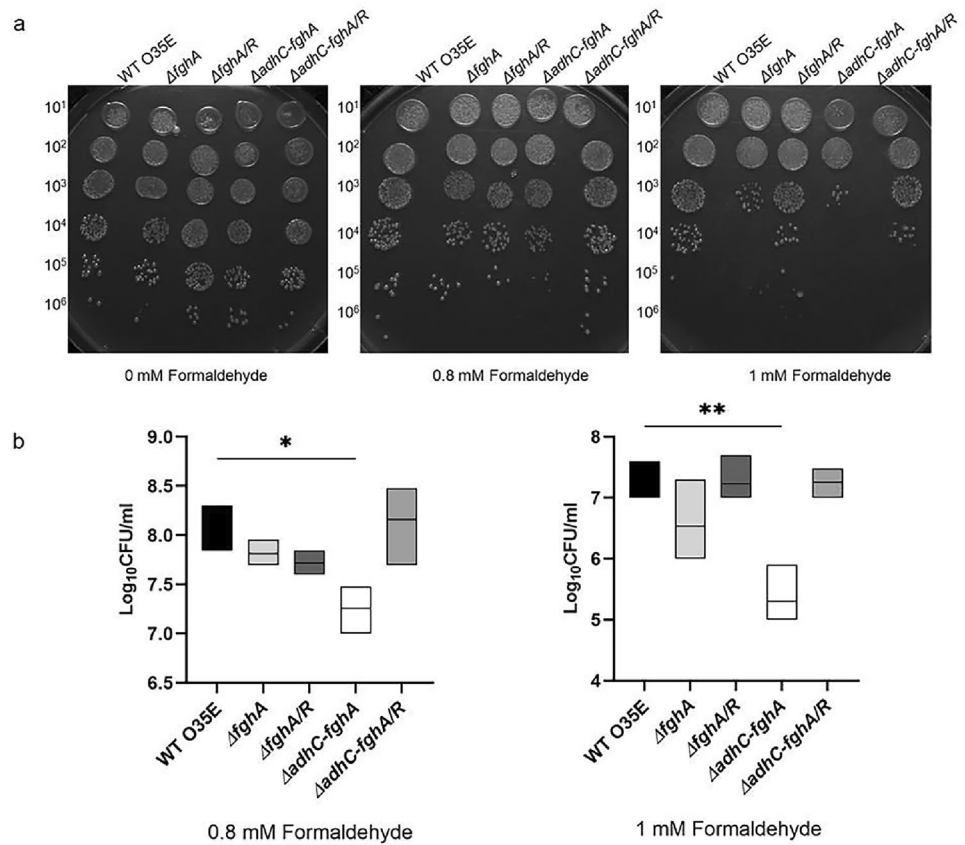 a
WT O35E ΔfghA ΔfghA/R ΔadhC-fghA ΔadhC-fghA/R
WT O35E ΔfghA ΔfghA/R ΔadhC-fghA ΔadhC-fghA/R
WT O35E ΔfghA ΔfghA/R ΔadhC-fghA ΔadhC-fghA/R
10¹ 10¹ 10¹
10² 10² 10²
10³ 10³ 10³
10⁴ 10⁴ 10⁴
10⁵ 10⁵ 10⁵
10⁶ 10⁶ 10⁶
0 mM Formaldehyde 0.8 mM Formaldehyde 1 mM Formaldehyde
b
Log₁₀CFU/ml
9.0
8.5
8.0
7.5
7.0
6.5
*
WT O35E ΔfghA ΔfghA/R ΔadhC-fghA ΔadhC-fghA/R
0.8 mM Formaldehyde
Log₁₀CFU/ml
8
7
6
5
4
**
WT O35E ΔfghA ΔfghA/R ΔadhC-fghA ΔadhC-fghA/R
1 mM Formaldehyde